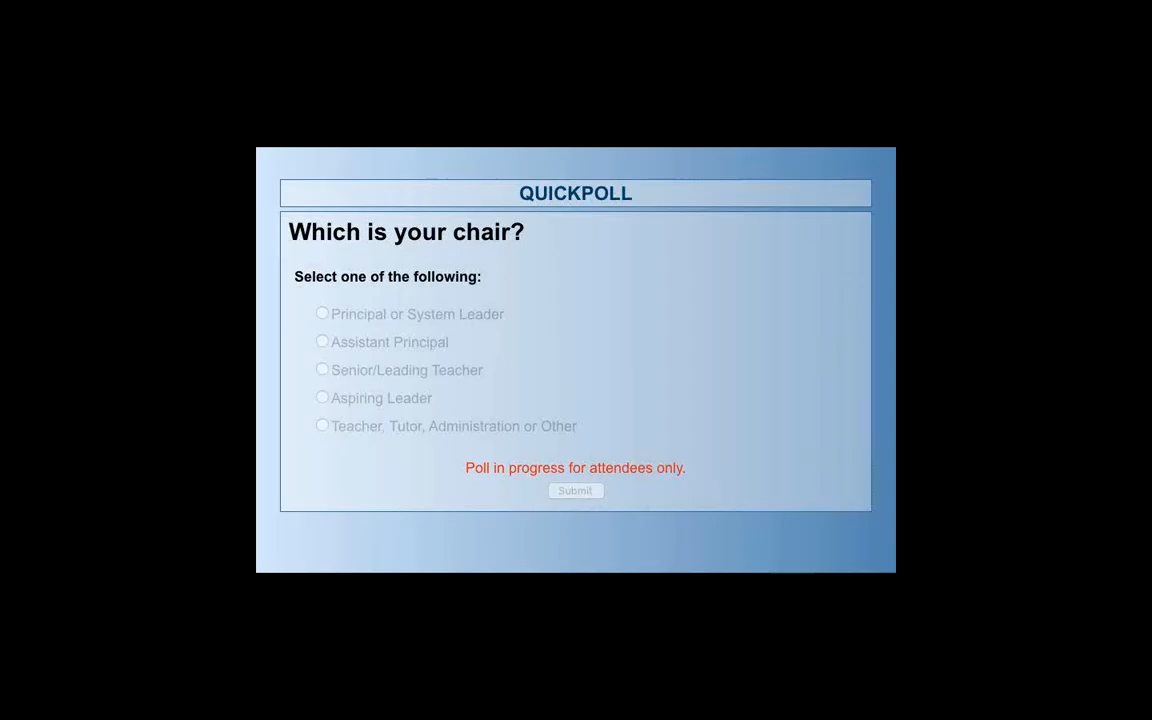 QUICKPOLL
Which is your chair?
Select one of the following:
Principal or System Leader
Assistant Principal
Senior/Leading Teacher
Aspiring Leader
Teacher, Tutor, Administration or Other
Poll in progress for attendees only.
Submit